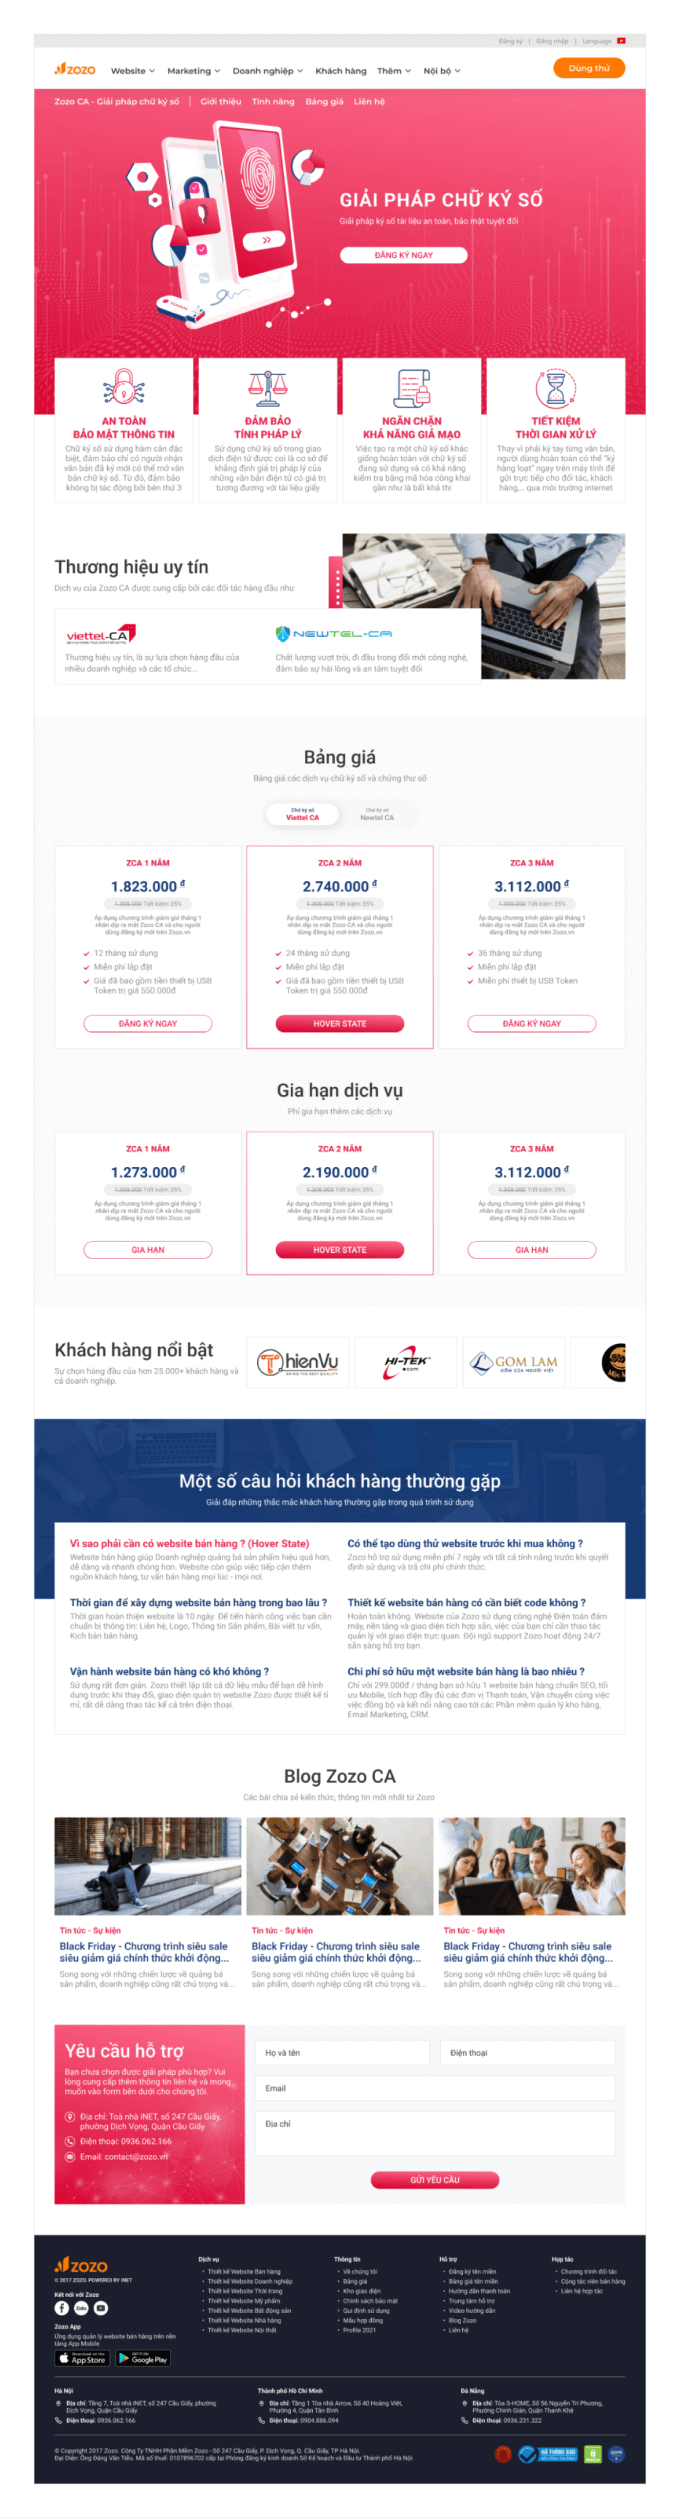 Đăng ký | Đăng nhập | Language
ZOZO Website Marketing Doanh nghiệp Khách hàng Thêm Nội bộ Dùng thử
Zozo CA - Giải pháp chữ ký số | Giới thiệu Tính năng Bảng giá Liên hệ
GIẢI PHÁP CHỮ KÝ SỐ
Giải pháp ký số tài liệu an toàn, bảo mật tuyệt đối
ĐĂNG KÝ NGAY
TOKEN
AN TOÀN
BẢO MẬT THÔNG TIN
Chữ ký số sử dụng hàm cân đặc
biệt, đảm bảo chỉ có người nhận
văn bản đã ký mới có thể mở văn
bản chữ ký số. Từ đó, đảm bảo
không bị tác động bởi bên thứ 3
ĐẢM BẢO
TÍNH PHÁP LÝ
Sử dụng chữ ký số trong giao
dịch điện tử được coi là cơ sở để
khẳng định giá trị pháp lý của
những văn bản điện tử có giá trị
tương đương với tài liệu giấy
NGĂN CHẶN
KHẢ NĂNG GIẢ MẠO
Việc tạo ra một chữ ký số khác
giống hoàn toàn với chữ ký số
đang sử dụng và có khả năng
kiểm tra bằng mã hóa công khai
gần như là bất khả thi
TIẾT KIỆM
THỜI GIAN XỬ LÝ
Thay vì phải ký tay từng văn bản,
người dùng hoàn toàn có thể "ký
hàng loạt" ngay trên máy tính để
gửi trực tiếp cho đối tác, khách
hàng,... qua môi trường internet
Thương hiệu uy tín
Dịch vụ của Zozo CA được cung cấp bởi các đối tác hàng đầu như
viettel-CA
Thương hiệu uy tín, là sự lựa chọn hàng đầu của
nhiều doanh nghiệp và các tổ chức...
NEWTEL-CA
Chất lượng vượt trội, đi đầu trong đổi mới công nghệ,
đảm bảo sự hài lòng và an tâm tuyệt đối
Bảng giá
Bảng giá các dịch vụ chữ ký số và chứng thư số
Chữ ký số
Viettel CA
Chữ ký số
Newtel CA
ZCA 1 NĂM
1.823.000 đ
1.308.000 Tiết kiệm 35%
Áp dụng chương trình giảm giá tháng 1
nhân dịp ra mắt Zozo CA và cho người
dùng đăng ký mới trên Zozo.vn
12 tháng sử dụng
Miễn phí lắp đặt
Giá đã bao gồm tiền thiết bị USB
Token trị giá 550.000đ
ĐĂNG KÝ NGAY
ZCA 2 NĂM
2.740.000 đ
1.308.000 Tiết kiệm 35%
Áp dụng chương trình giảm giá tháng 1
nhân dịp ra mắt Zozo CA và cho người
dùng đăng ký mới trên Zozo.vn
24 tháng sử dụng
Miễn phí lắp đặt
Giá đã bao gồm tiền thiết bị USB
Token trị giá 550.000đ
HOVER STATE
ZCA 3 NĂM
3.112.000 đ
1.308.000 Tiết kiệm 35%
Áp dụng chương trình giảm giá tháng 1
nhân dịp ra mắt Zozo CA và cho người
dùng đăng ký mới trên Zozo.vn
36 tháng sử dụng
Miễn phí lắp đặt
Miễn phí thiết bị USB Token
ĐĂNG KÝ NGAY
Gia hạn dịch vụ
Phí gia hạn thêm các dịch vụ
ZCA 1 NĂM
1.273.000 đ
1.308.000 Tiết kiệm 35%
Áp dụng chương trình giảm giá tháng 1
nhân dịp ra mắt Zozo CA và cho người
dùng đăng ký mới trên Zozo.vn
GIA HẠN
ZCA 2 NĂM
2.190.000 đ
1.308.000 Tiết kiệm 35%
Áp dụng chương trình giảm giá tháng 1
nhân dịp ra mắt Zozo CA và cho người
dùng đăng ký mới trên Zozo.vn
HOVER STATE
ZCA 3 NĂM
3.112.000 đ
1.308.000 Tiết kiệm 35%
Áp dụng chương trình giảm giá tháng 1
nhân dịp ra mắt Zozo CA và cho người
dùng đăng ký mới trên Zozo.vn
GIA HẠN
Khách hàng nổi bật
Sự chọn hàng đầu của hơn 25.000+ khách hàng và
cả doanh nghiệp.
ThienVu
HI-TEK
.com
GOM LAM
GỐM CỦA NGƯỜI VIỆT
Một số câu hỏi khách hàng thường gặp
Giải đáp những thắc mắc khách hàng thường gặp trong quá trình sử dụng
Vì sao phải cần có website bán hàng ? (Hover State)
Website bán hàng giúp Doanh nghiệp quảng bá sản phẩm hiệu quả hơn,
dễ dàng và nhanh chóng hơn. Website còn giúp việc tiếp cận thêm
nguồn khách hàng, tư vấn bán hàng mọi lúc - mọi nơi.
Có thể tạo dùng thử website trước khi mua không ?
Zozo hỗ trợ sử dụng miễn phí 7 ngày với tất cả tính năng trước khi quyết
định sử dụng và trả chi phí chính thức.
Thời gian để xây dựng website bán hàng trong bao lâu ?
Thời gian hoàn thiện website là 10 ngày. Để tiến hành công việc bạn cần
chuẩn bị thông tin: Liên hệ, Logo, Thông tin Sản phẩm, Bài viết tư vấn,
Kịch bản bán hàng.
Thiết kế website bán hàng có cần biết code không ?
Hoàn toàn không. Website của Zozo sử dụng công nghệ Điện toán đám
mây, nền tảng và giao diện tích hợp sẵn, việc của bạn chỉ cần thao tác
quản lý với giao diện trực quan. Đội ngũ support Zozo hoạt động 24/7
sẵn sàng hỗ trợ bạn.
Vận hành website bán hàng có khó không ?
Sử dụng rất đơn giản. Zozo thiết lập tất cả dữ liệu mẫu để bạn dễ hình
dung trước khi thay đổi, giao diện quản trị website Zozo được thiết kế tỉ
mỉ, rất dễ dàng thao tác kể cả trên điện thoại.
Chi phí sở hữu một website bán hàng là bao nhiêu ?
Chỉ với 299.000đ / tháng bạn sở hữu 1 website bán hàng chuẩn SEO, tối
ưu Mobile, tích hợp đầy đủ các đơn vị Thanh toán, Vận chuyển cùng việc
việc đồng bộ và kết nối nâng cao tới các Phần mềm quản lý kho hàng,
Email Marketing, CRM.
Blog Zozo CA
Các bài chia sẻ kiến thức, thông tin mới nhất từ Zozo
Tin tức - Sự kiện
Black Friday - Chương trình siêu sale
siêu giảm giá chính thức khởi động...
Song song với những chiến lược về quảng bá
sản phẩm, doanh nghiệp cũng rất chú trọng và...
Tin tức - Sự kiện
Black Friday - Chương trình siêu sale
siêu giảm giá chính thức khởi động...
Song song với những chiến lược về quảng bá
sản phẩm, doanh nghiệp cũng rất chú trọng và...
Tin tức - Sự kiện
Black Friday - Chương trình siêu sale
siêu giảm giá chính thức khởi động...
Song song với những chiến lược về quảng bá
sản phẩm, doanh nghiệp cũng rất chú trọng và...
Yêu cầu hỗ trợ
Bạn chưa chọn được giải pháp phù hợp? Vui
lòng cung cấp thêm thông tin liên hệ và mong
muốn vào form bên dưới cho chúng tôi.
Địa chỉ: Toà nhà iNET, số 247 Cầu Giấy,
phường Dịch Vọng, Quận Cầu Giấy
Điện thoại: 0936.062.166
Email: contact@zozo.vn
Họ và tên
Điện thoại
Email
Địa chỉ
GỬI YÊU CẦU
ZOZO
© 2017 ZOZO. POWERED BY INET
Kết nối với Zozo
Zalo
Zozo App
Ứng dụng quản lý website bán hàng trên nền
tảng App Mobile
Download on the
App Store
GET IT ON
Google Play
Dịch vụ
Thiết kế Website Bán hàng
Thiết kế Website Doanh nghiệp
Thiết kế Website Thời trang
Thiết kế Website Mỹ phẩm
Thiết kế Website Bất động sản
Thiết kế Website Nhà hàng
Thiết kế Website Nội thất
Thông tin
Về chúng tôi
Bảng giá
Kho giao diện
Chính sách bảo mật
Qui định sử dụng
Mẫu hợp đồng
Profile 2021
Hỗ trợ
Đăng ký tên miền
Bảng giá tên miền
Hướng dẫn thanh toán
Trung tâm hỗ trợ
Video hướng dẫn
Blog Zozo
Liên hệ
Hợp tác
Chương trình đối tác
Cộng tác viên bán hàng
Liên hệ hợp tác
Hà Nội
Địa chỉ: Tầng 7, Toà nhà iNET, số 247 Cầu Giấy, phường
Dịch Vọng, Quận Cầu Giấy
Điện thoại: 0936.062.166
Thành phố Hồ Chí Minh
Địa chỉ: Tầng 1 Tòa nhà Arrow, Số 40 Hoàng Việt,
Phường 4, Quận Tân Bình
Điện thoại: 0904.886.094
Đà Nẵng
Địa chỉ: Tòa S-HOME, Số 56 Nguyễn Tri Phương,
Phường Chính Gián, Quận Thanh Khê
Điện thoại: 0936.231.322
© Copyright 2017 Zozo. Công Ty TNHH Phần Mềm Zozo - Số 247 Cầu Giấy, P. Dịch Vọng, Q. Cầu Giấy, TP Hà Nội.
Đại Diện: Ông Đặng Văn Tiễu. Mã số thuế: 0107896702 cấp tại Phòng đăng ký kinh doanh Sở Kế hoạch và Đầu tư Thành phố Hà Nội
ĐÃ THÔNG BÁO